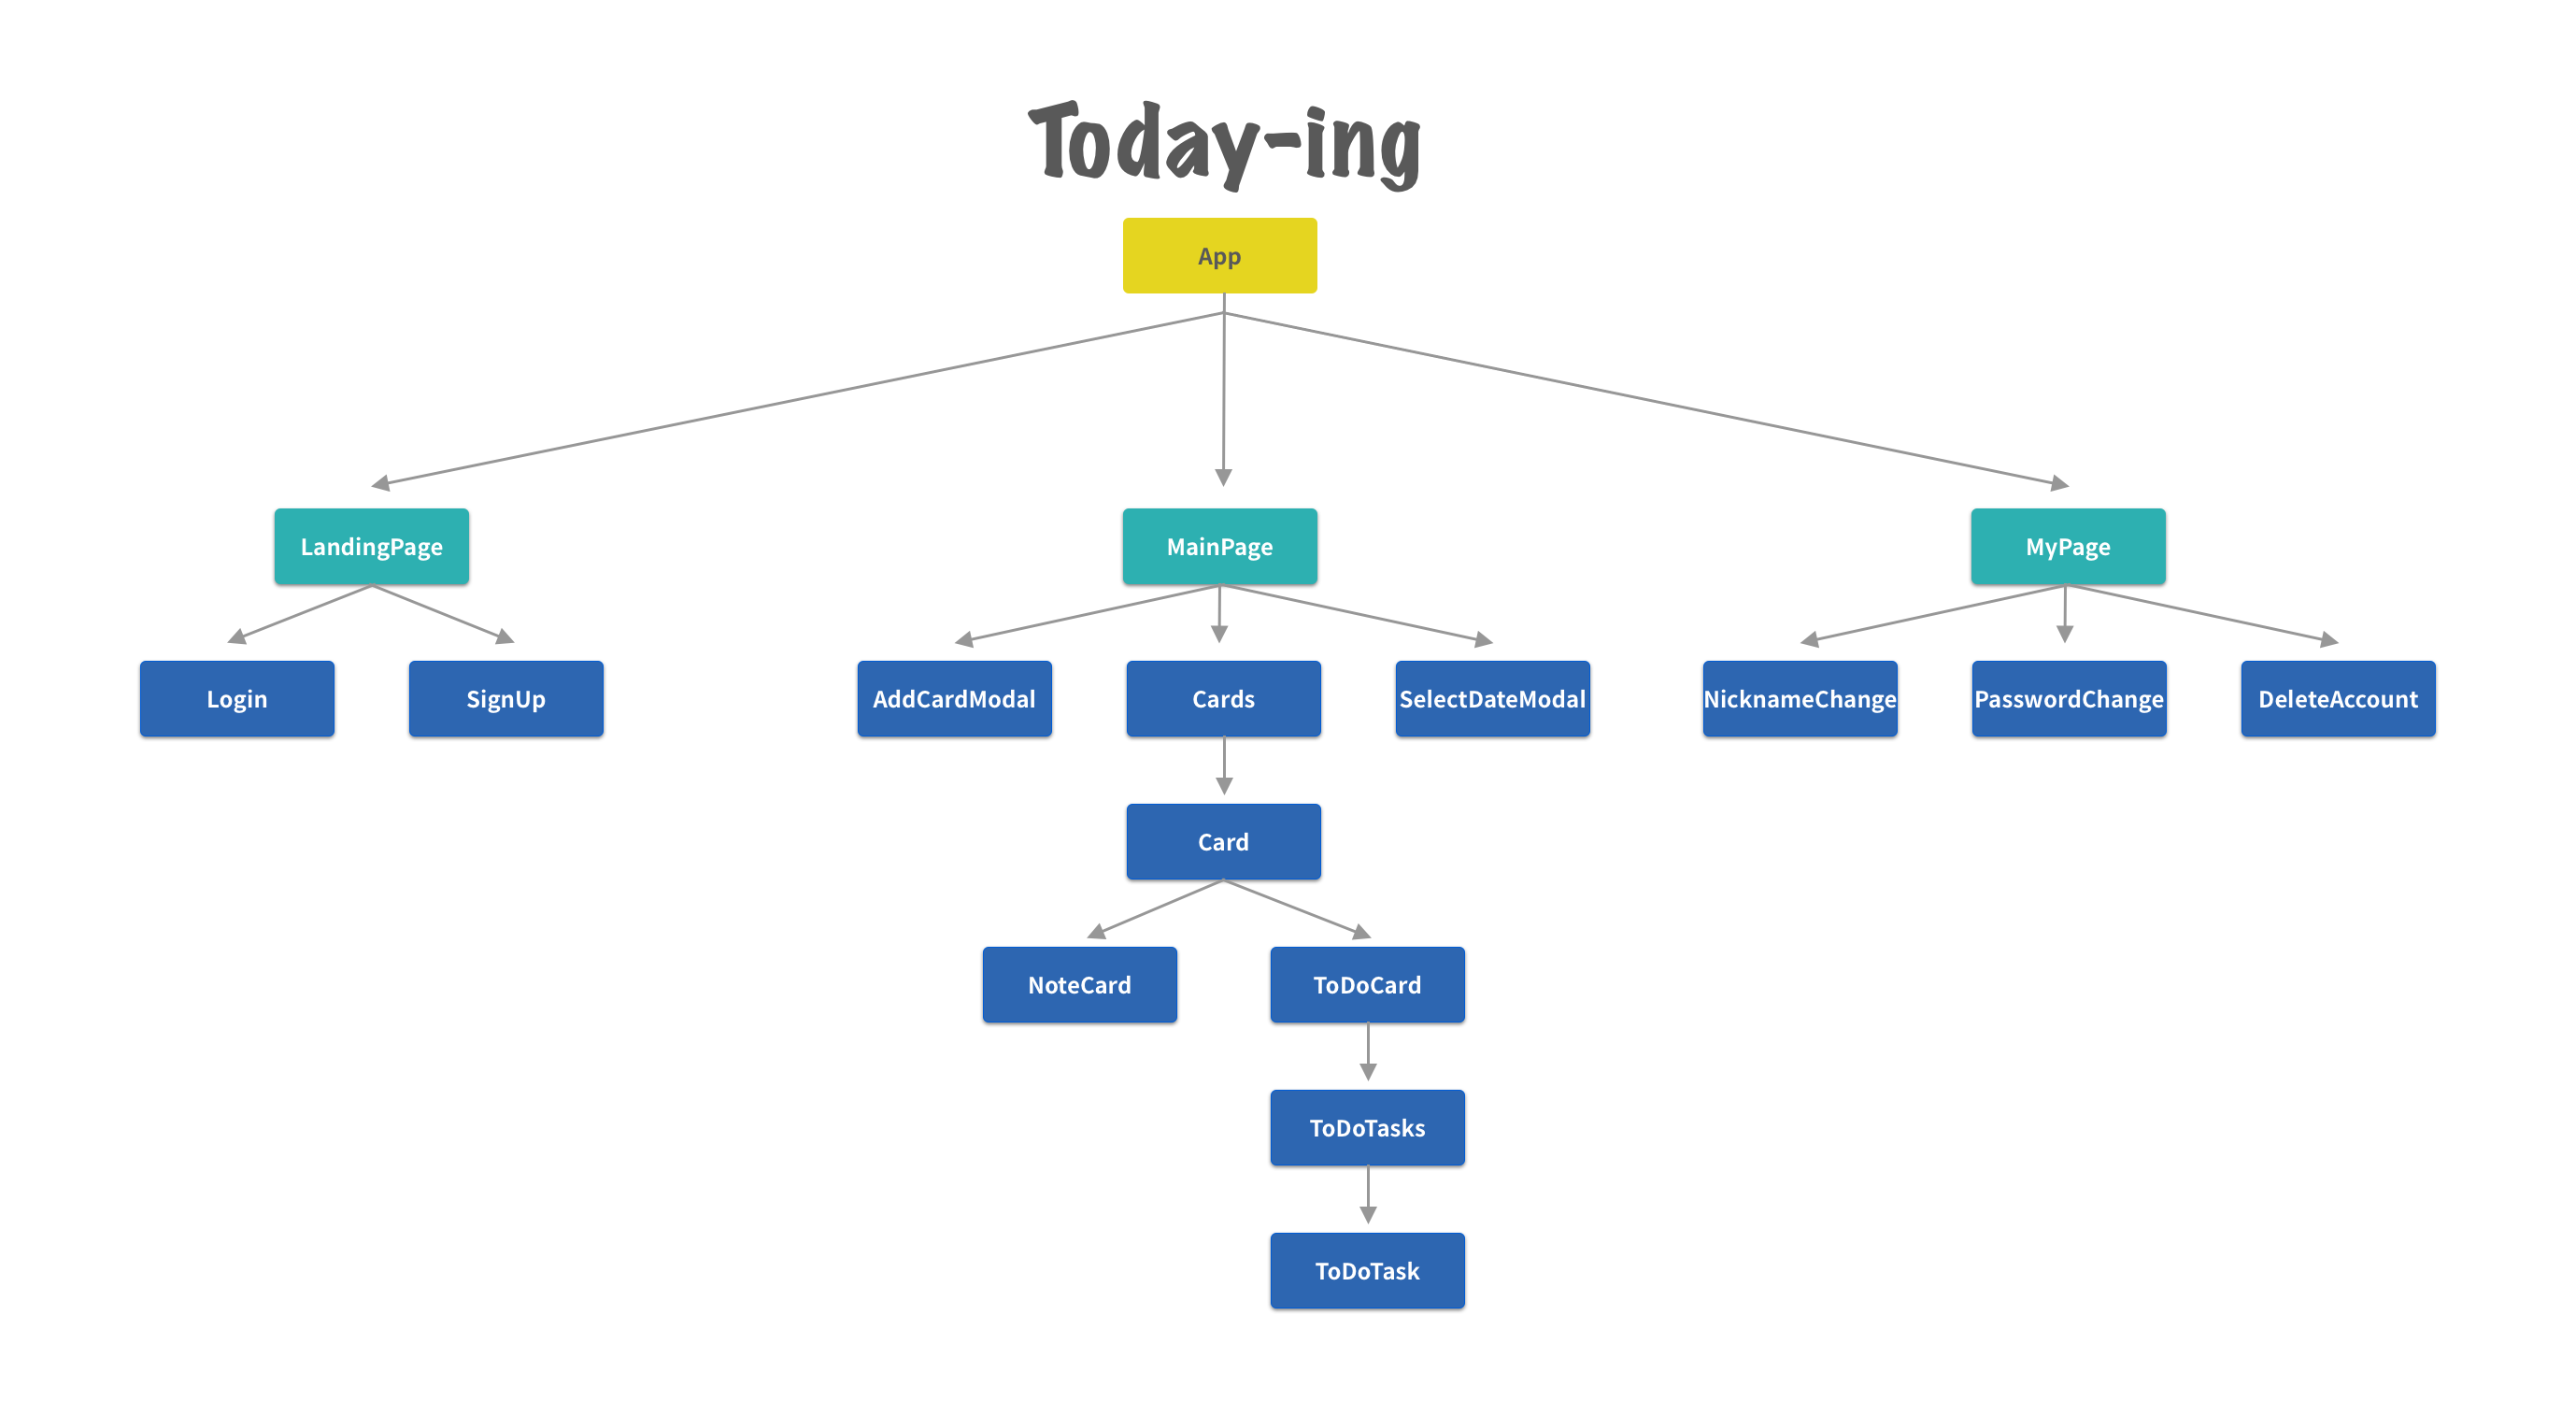 Today-ing
App
LandingPage
MainPage
MyPage
Login
SignUp
AddCardModal
Cards
SelectDateModal
NicknameChange
PasswordChange
DeleteAccount
Card
NoteCard
ToDoCard
ToDoTasks
ToDoTask